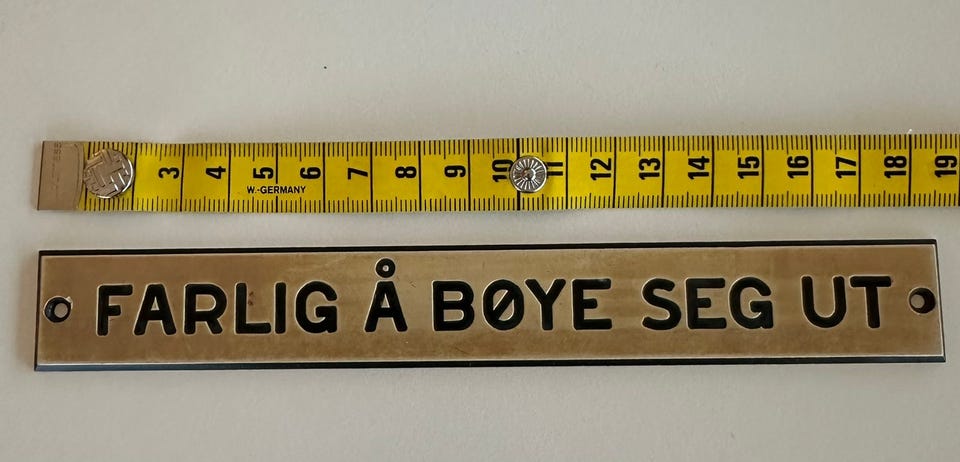 3 4 5 6 7 8 9 10 11 12 13 14 15 16 17 18 19
W.-GERMANY
FARLIG Å BØYE SEG UT